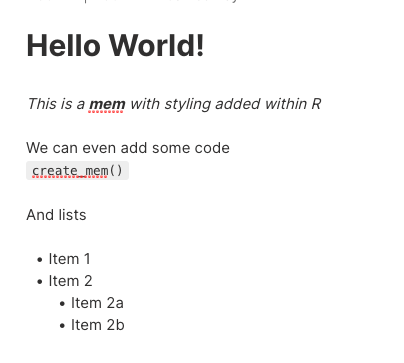 Hello World!
This is a mem with styling added within R
We can even add some code
create_mem()
And lists
• Item 1
• Item 2
• Item 2a
• Item 2b